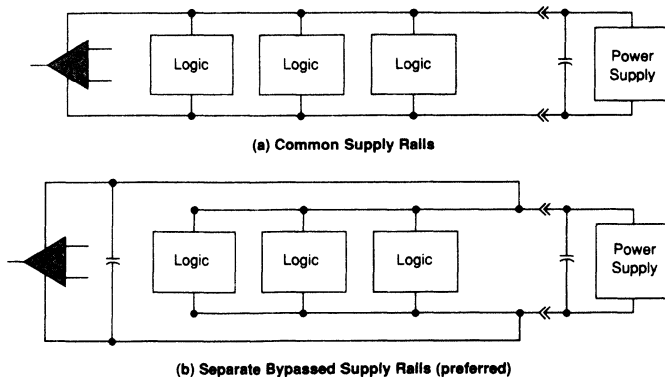 Logic
Logic
Logic
Power
Supply
(a) Common Supply Rails
Logic
Logic
Logic
Power
Supply
(b) Separate Bypassed Supply Rails (preferred)